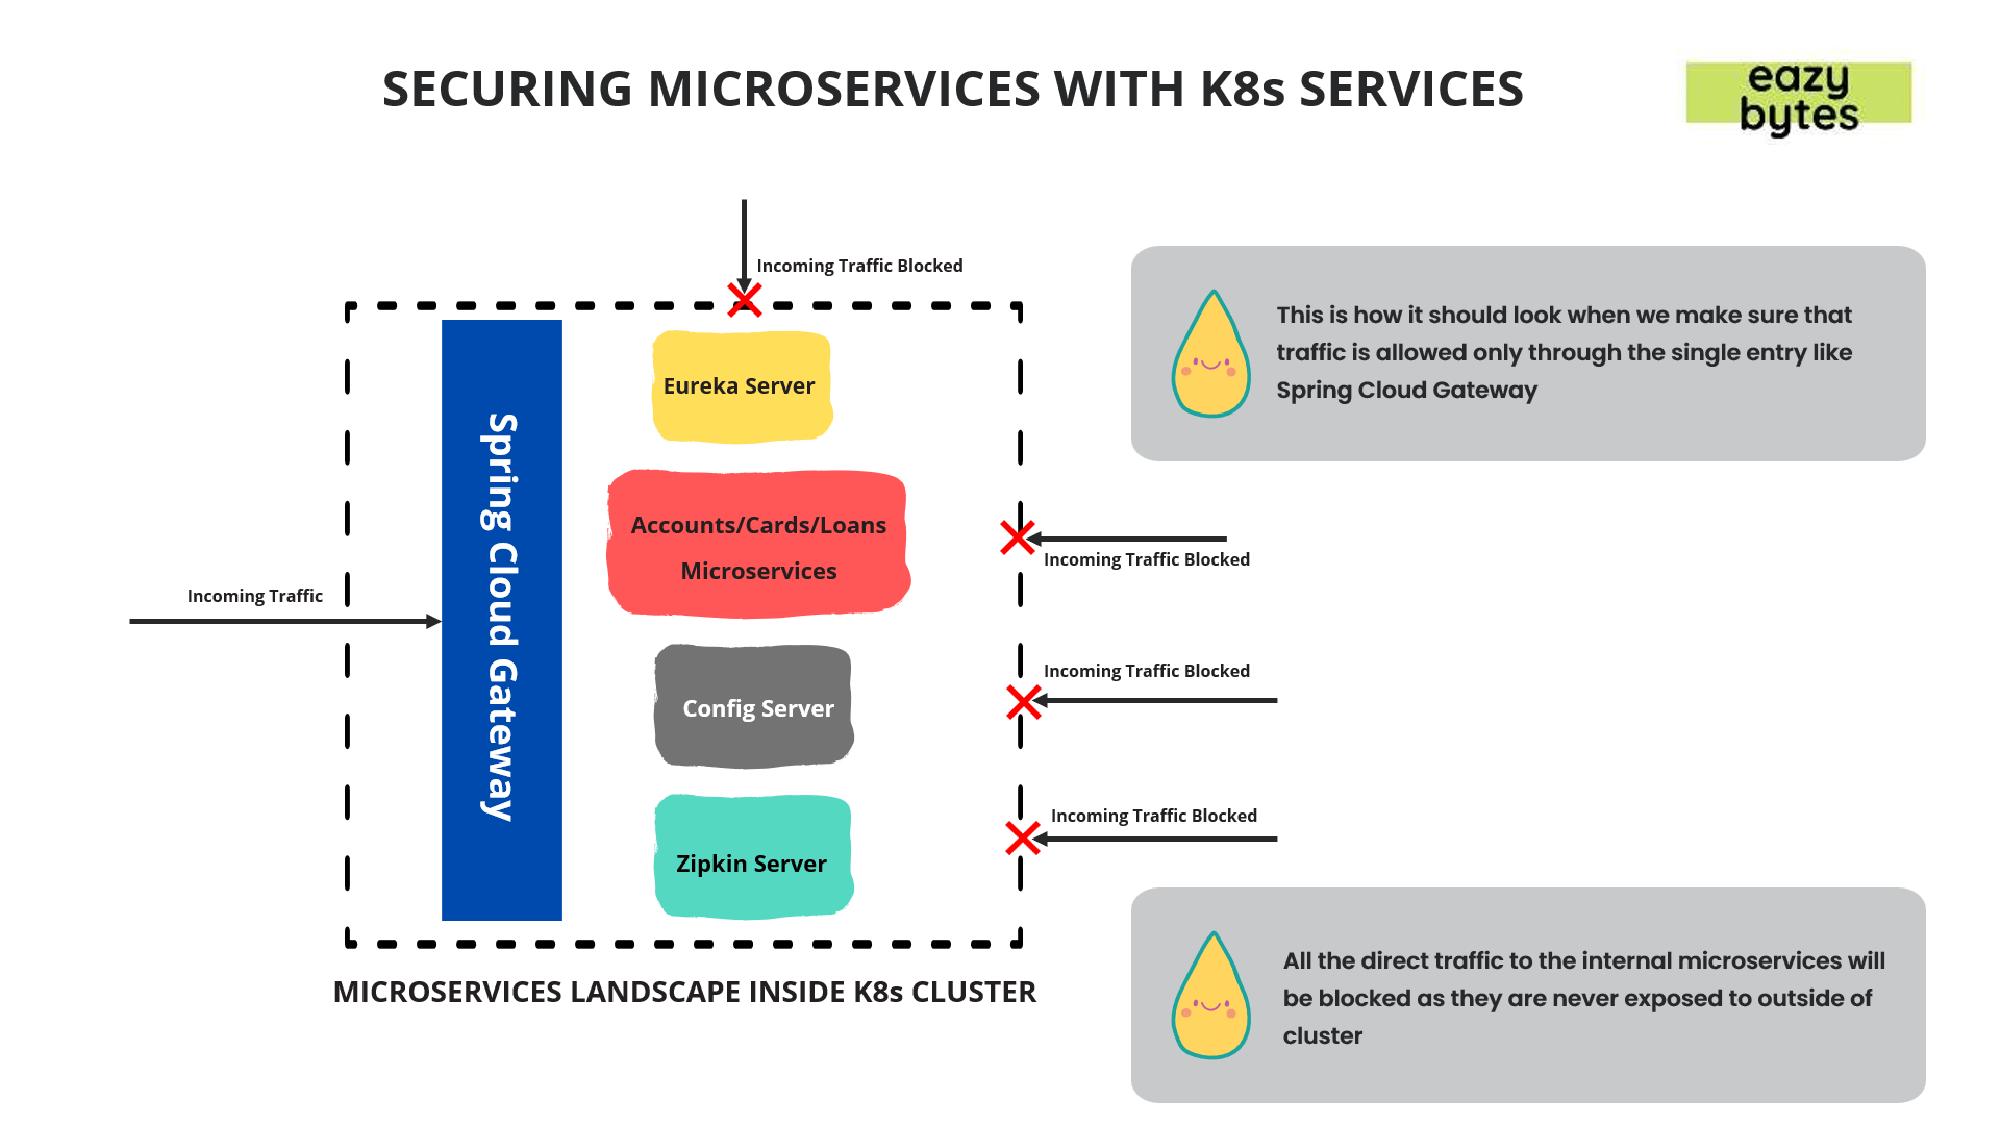 SECURING MICROSERVICES WITH K8s SERVICES
eazy
bytes
Incoming Traffic Blocked
This is how it should look when we make sure that
traffic is allowed only through the single entry like
Spring Cloud Gateway
Eureka Server
Spring Cloud Gateway
Accounts/Cards/Loans
Microservices
Incoming Traffic Blocked
Incoming Traffic
Incoming Traffic Blocked
Config Server
Incoming Traffic Blocked
Zipkin Server
All the direct traffic to the internal microservices will
be blocked as they are never exposed to outside of
cluster
MICROSERVICES LANDSCAPE INSIDE K8s CLUSTER